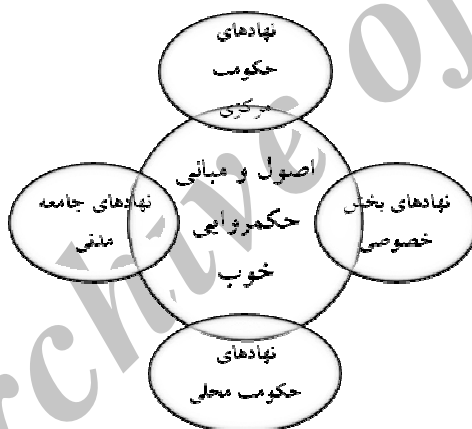 نهادهای
حکومت
مرکزی
اصول و مبانی
حکمروایی
خوب
نهادهای بخش
خصوصی
نهادهای جامعه
مدنی
نهادهای
حکومت محلی